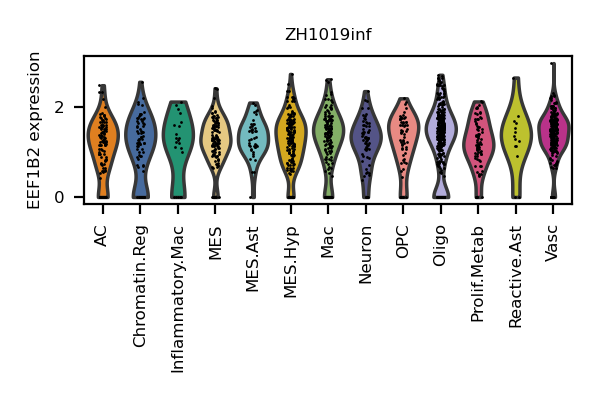 ZH1019inf
EEF1B2 expression
2
0
AC
Chromatin.Reg
Inflammatory.Mac
MES
MES.Ast
MES.Hyp
Mac
Neuron
OPC
Oligo
Prolif.Metab
Reactive.Ast
Vasc